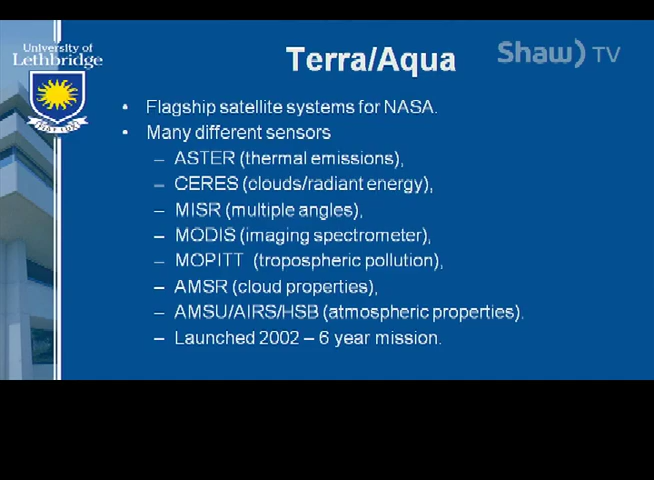 University of
Lethbridge
Shaw) TV
Terra/Aqua
• Flagship satellite systems for NASA.
• Many different sensors
– ASTER (thermal emissions),
– CERES (clouds/radiant energy),
– MISR (multiple angles),
– MODIS (imaging spectrometer),
– MOPITT (tropospheric pollution),
– AMSR (cloud properties),
– AMSU/AIRS/HSB (atmospheric properties).
– Launched 2002 – 6 year mission.